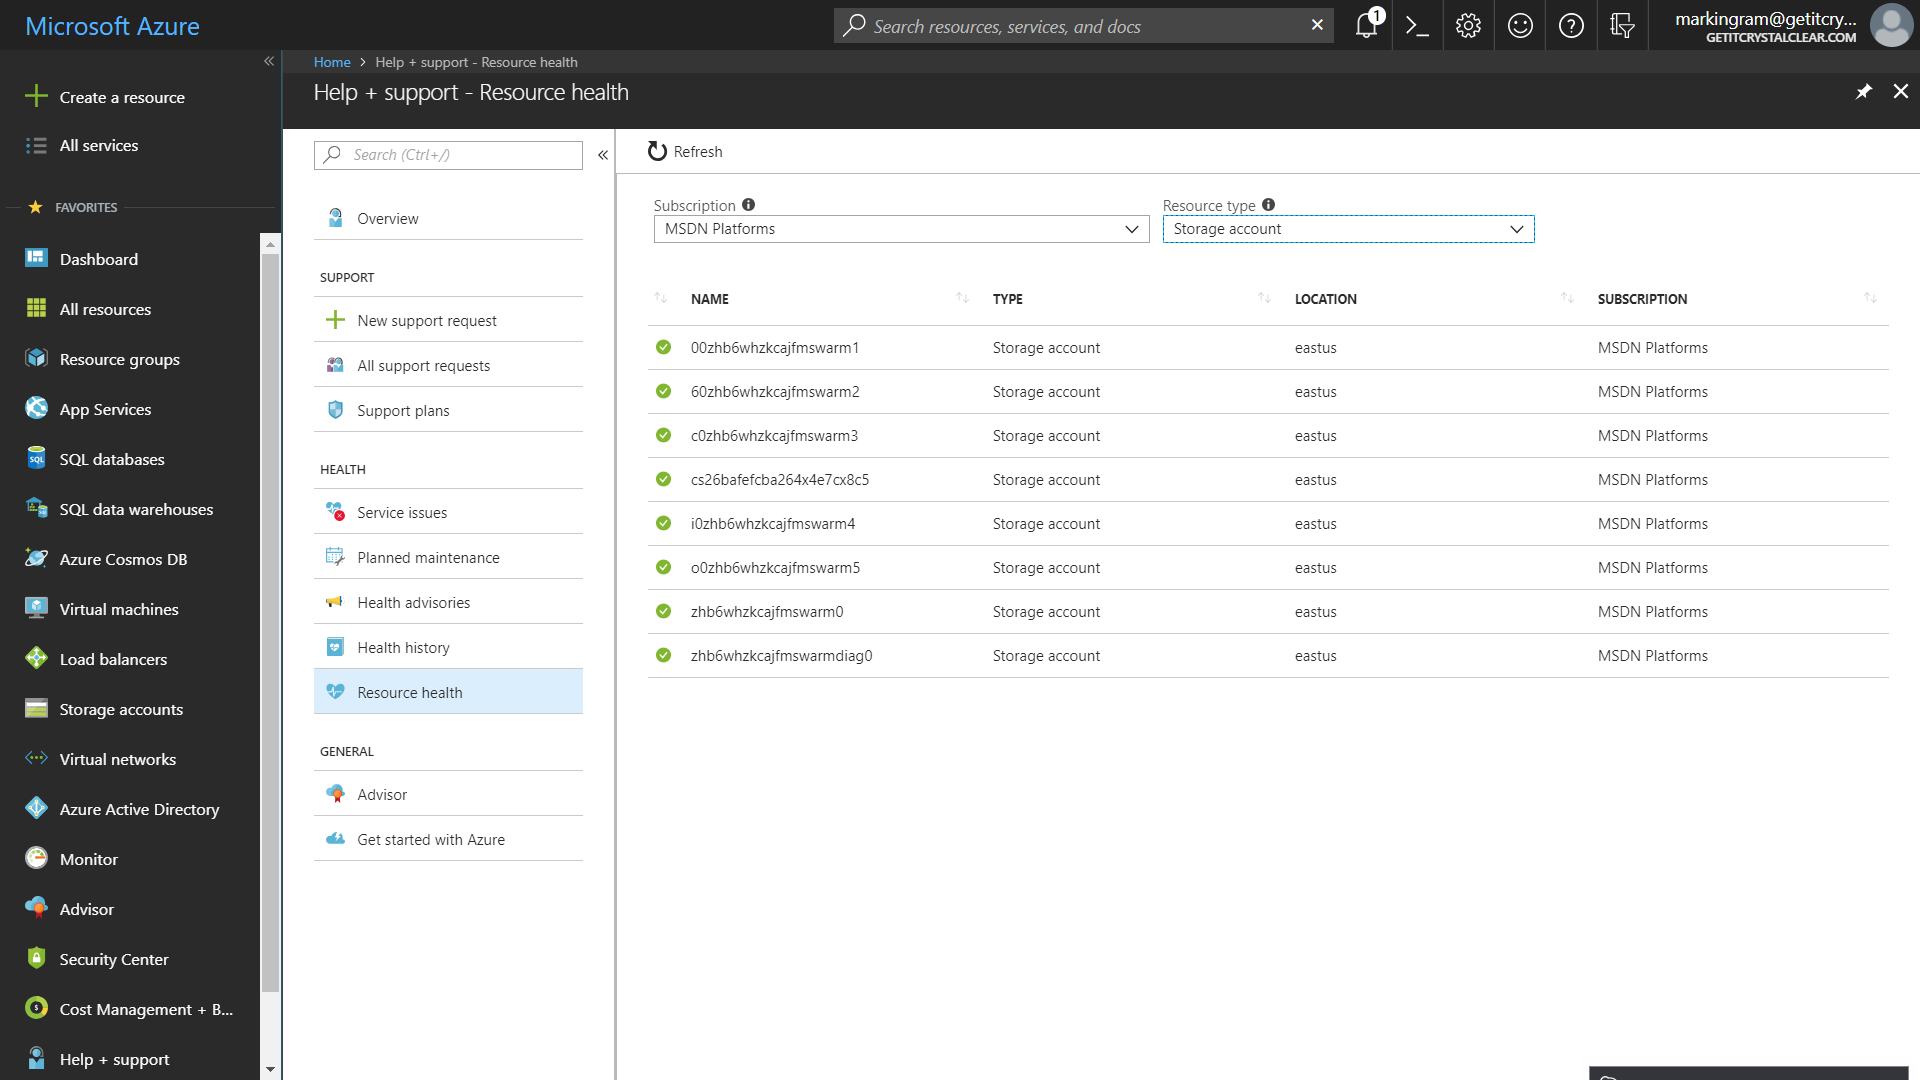 Microsoft Azure
Search resources, services, and docs
1
markingram@getitcry...
GETITCRYSTALCLEAR.COM
Home > Help + support - Resource health
Help + support - Resource health
Create a resource
All services
FAVORITES
Dashboard
All resources
Resource groups
App Services
SQL databases
SQL data warehouses
Azure Cosmos DB
Virtual machines
Load balancers
Storage accounts
Virtual networks
Azure Active Directory
Monitor
Advisor
Security Center
Cost Management + B...
Help + support
Search (Ctrl+/)
Overview
SUPPORT
New support request
All support requests
Support plans
HEALTH
Service issues
Planned maintenance
Health advisories
Health history
Resource health
GENERAL
Advisor
Get started with Azure
Refresh
Subscription
MSDN Platforms
Resource type
Storage account
NAME TYPE LOCATION SUBSCRIPTION
00zhb6whzkcajfmswarm1 Storage account eastus MSDN Platforms
60zhb6whzkcajfmswarm2 Storage account eastus MSDN Platforms
c0zhb6whzkcajfmswarm3 Storage account eastus MSDN Platforms
cs26bafefcba264x4e7cx8c5 Storage account eastus MSDN Platforms
i0zhb6whzkcajfmswarm4 Storage account eastus MSDN Platforms
o0zhb6whzkcajfmswarm5 Storage account eastus MSDN Platforms
zhb6whzkcajfmswarm0 Storage account eastus MSDN Platforms
zhb6whzkcajfmswarmdiag0 Storage account eastus MSDN Platforms